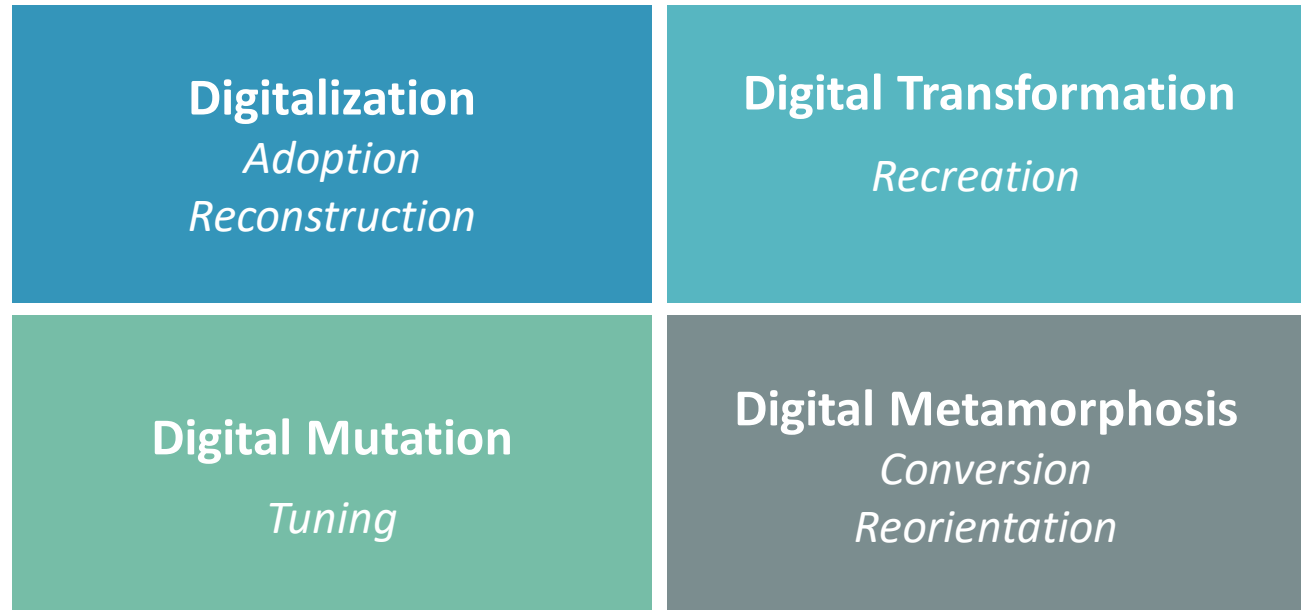 Digitalization
Adoption
Reconstruction
Digital Transformation
Recreation
Digital Mutation
Tuning
Digital Metamorphosis
Conversion
Reorientation